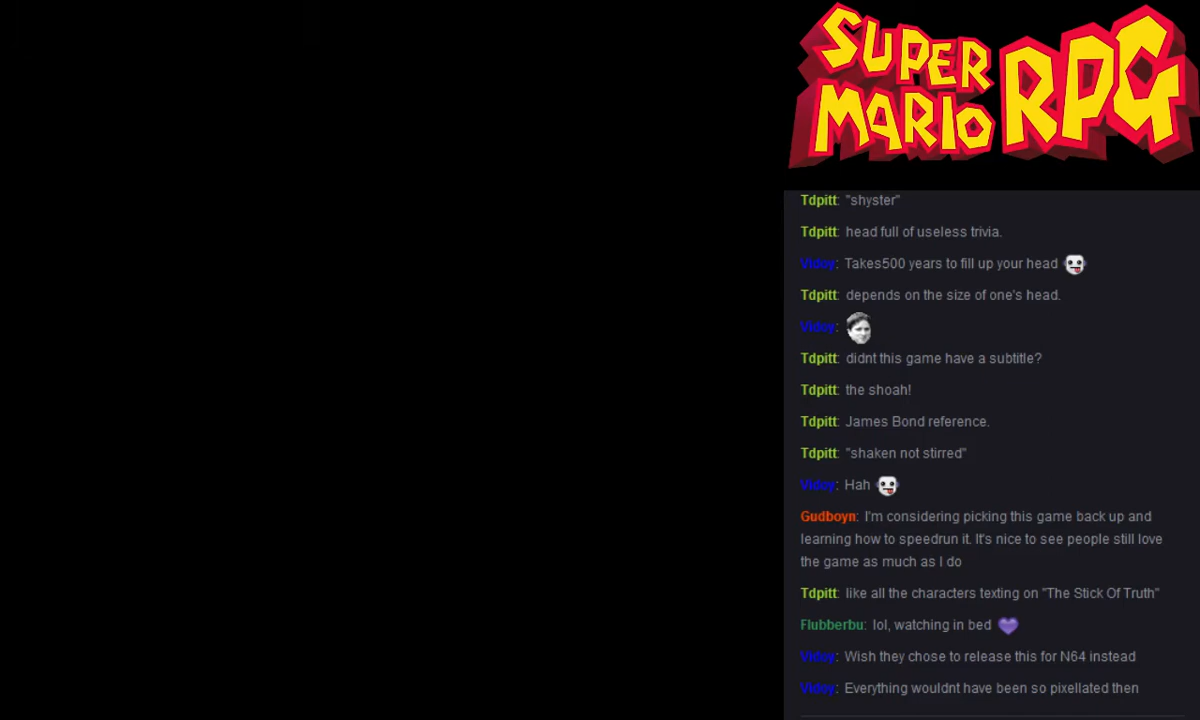 SUPER
MARIO RPG
Tdpitt: "shyster"
Tdpitt: head full of useless trivia.
Vidoy: Takes500 years to fill up your head
Tdpitt: depends on the size of one's head.
Vidoy:
Tdpitt: didnt this game have a subtitle?
Tdpitt: the shoah!
Tdpitt: James Bond reference.
Tdpitt: "shaken not stirred"
Vidoy: Hah
Gudboyn: I'm considering picking this game back up and
learning how to speedrun it. It's nice to see people still love
the game as much as I do
Tdpitt: like all the characters texting on "The Stick Of Truth"
Flubberbu: lol, watching in bed
Vidoy: Wish they chose to release this for N64 instead
Vidoy: Everything wouldnt have been so pixellated then